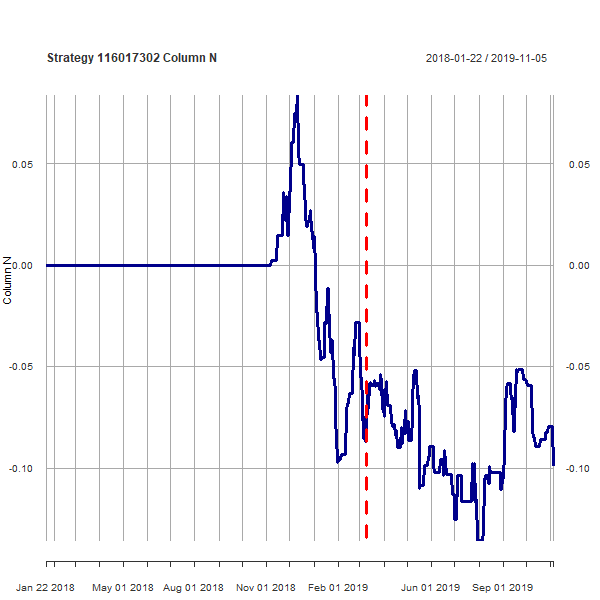 Strategy 116017302 Column N
2018-01-22 / 2019-11-05
0.05
0.05
0.00
0.00
Column N
-0.05
-0.05
-0.10
-0.10
Jan 22 2018
May 01 2018
Aug 01 2018
Nov 01 2018
Feb 01 2019
Jun 01 2019
Sep 01 2019